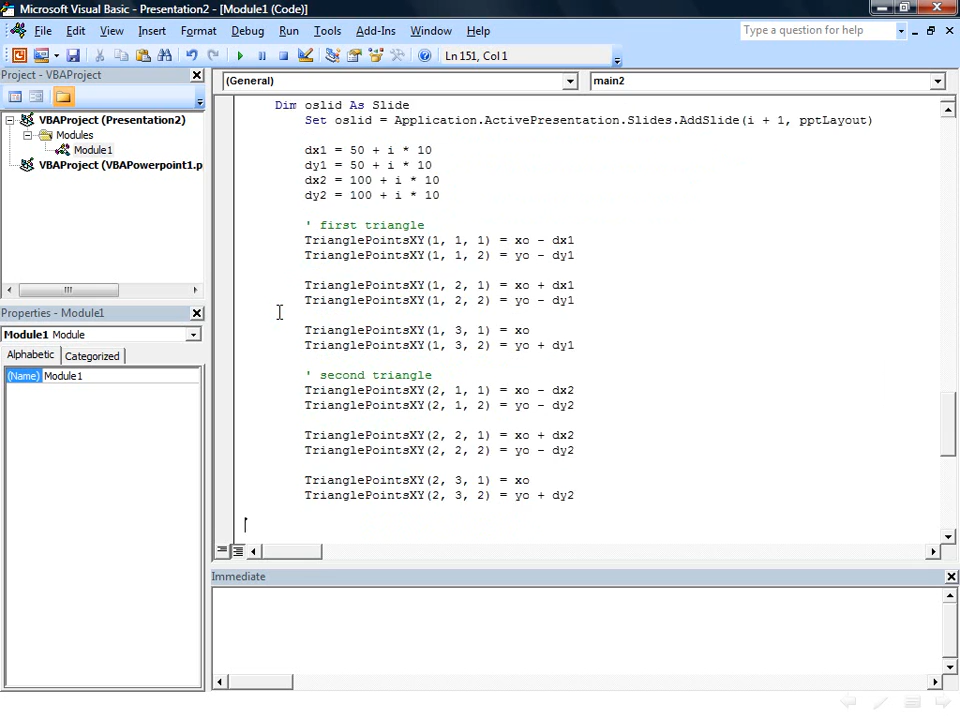 Microsoft Visual Basic - Presentation2 - [Module1 (Code)]
File Edit View Insert Format Debug Run Tools Add-Ins Window Help
Type a question for help
Ln 151, Col 1
Project - VBAProject
(General)
main2
VBAProject (Presentation2)
Modules
Module1
VBAProject (VBAPowerpoint1.p
Properties - Module1
Module1 Module
Alphabetic Categorized
(Name) Module1
Dim oslid As Slide
Set oslid = Application.ActivePresentation.Slides.AddSlide(i + 1, pptLayout)
dx1 = 50 + i * 10
dy1 = 50 + i * 10
dx2 = 100 + i * 10
dy2 = 100 + i * 10
' first triangle
TrianglePointsXY(1, 1, 1) = xo - dx1
TrianglePointsXY(1, 1, 2) = yo - dy1
TrianglePointsXY(1, 2, 1) = xo + dx1
TrianglePointsXY(1, 2, 2) = yo - dy1
TrianglePointsXY(1, 3, 1) = xo
TrianglePointsXY(1, 3, 2) = yo + dy1
' second triangle
TrianglePointsXY(2, 1, 1) = xo - dx2
TrianglePointsXY(2, 1, 2) = yo - dy2
TrianglePointsXY(2, 2, 1) = xo + dx2
TrianglePointsXY(2, 2, 2) = yo - dy2
TrianglePointsXY(2, 3, 1) = xo
TrianglePointsXY(2, 3, 2) = yo + dy2
Immediate